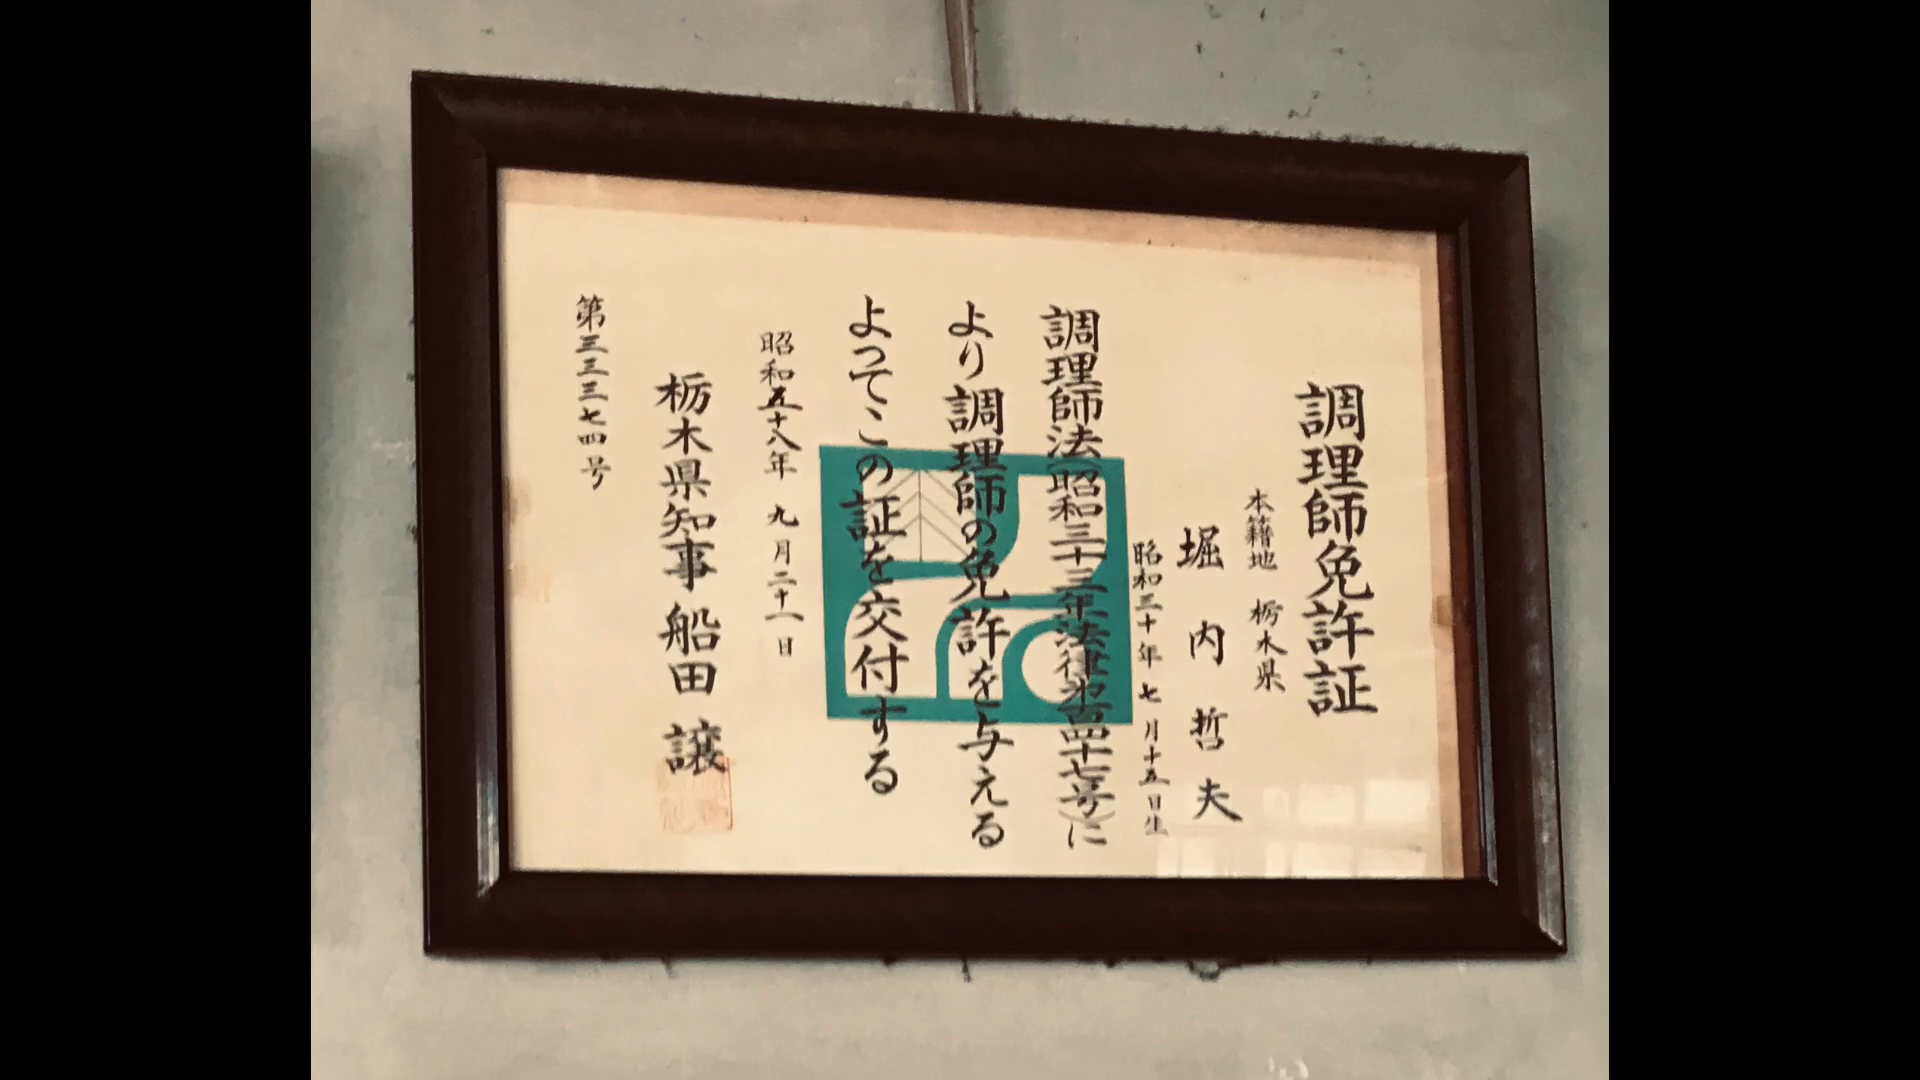 調理師免許証
本籍地 栃木県
堀内哲夫
昭和三十年七月十五日生
調理師法(昭和三十三年法律第百四十七号)に
より調理師の免許を与える
よつてこの証を交付する
昭和五十八年 九月二十一日
栃木県知事 船田 譲
第三三三七四号